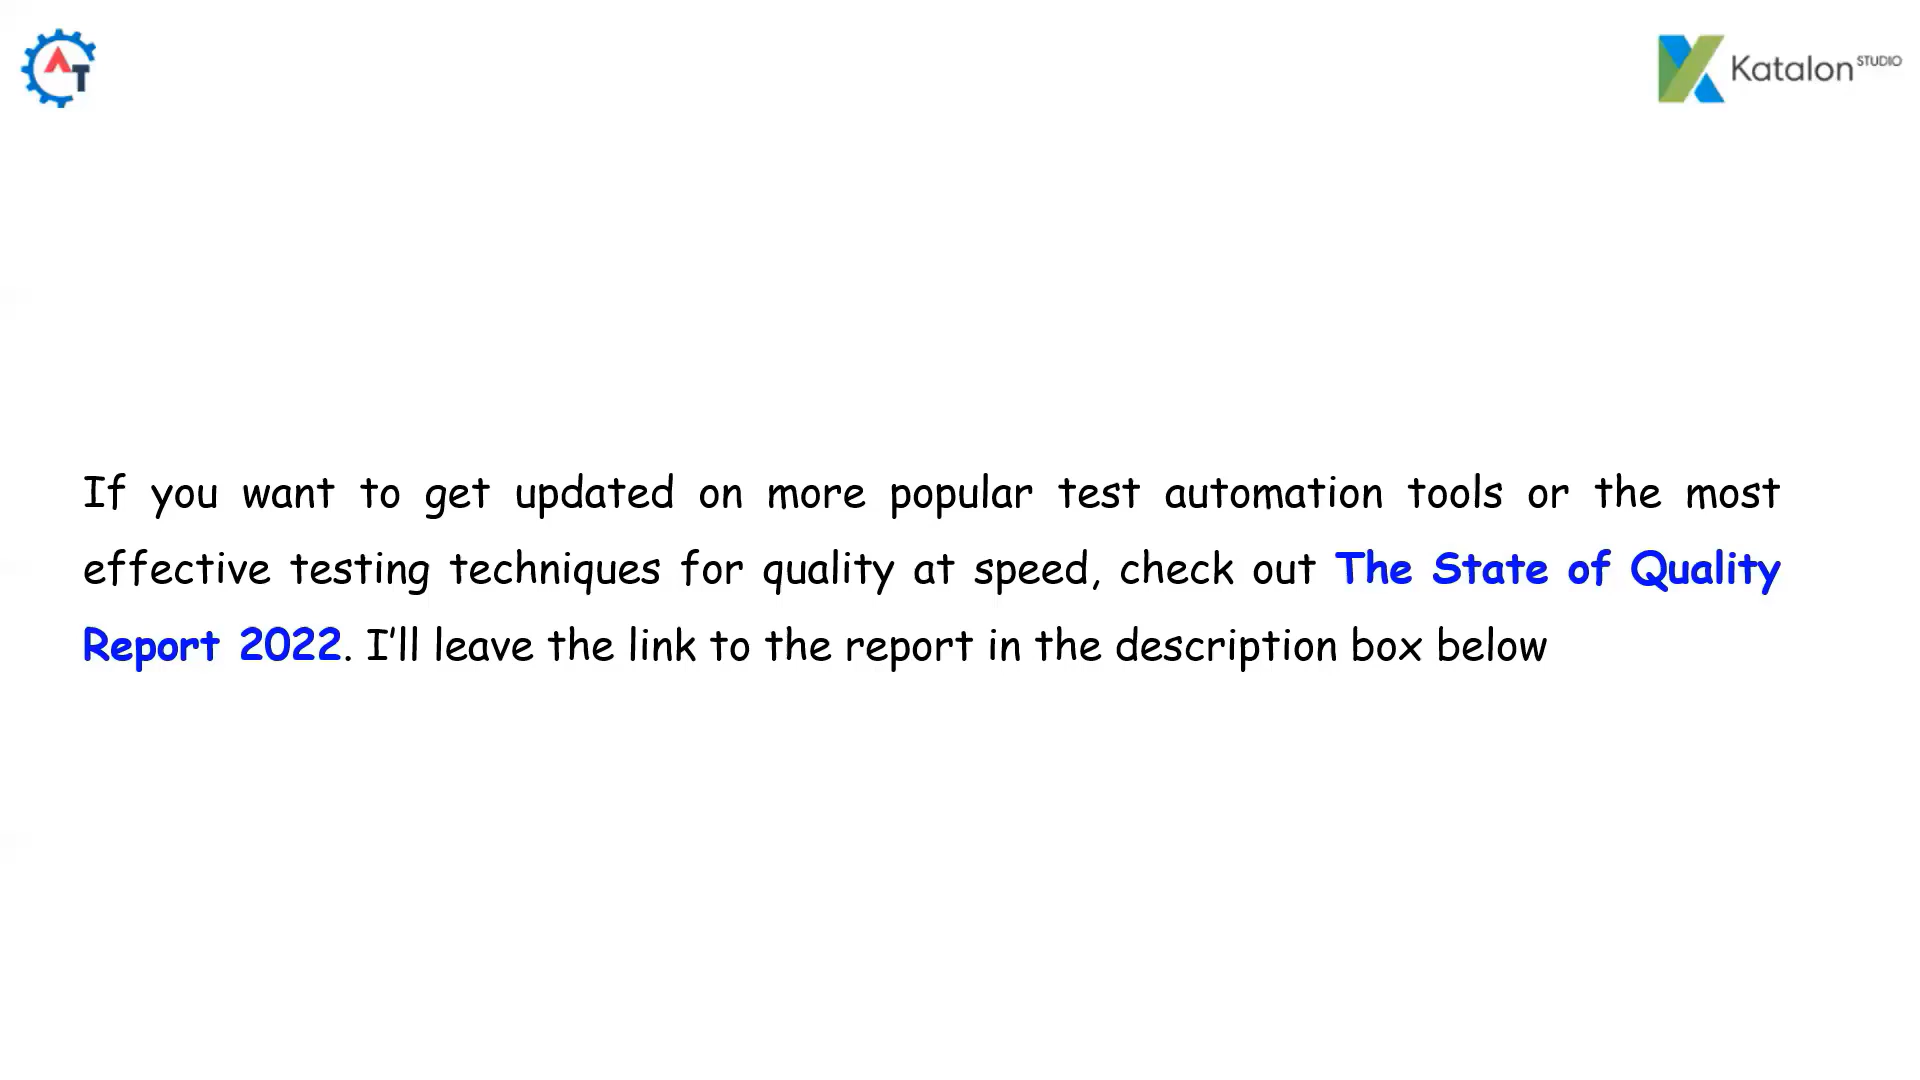 AT
Katalon STUDIO
If you want to get updated on more popular test automation tools or the most
effective testing techniques for quality at speed, check out The State of Quality
Report 2022. I’ll leave the link to the report in the description box below